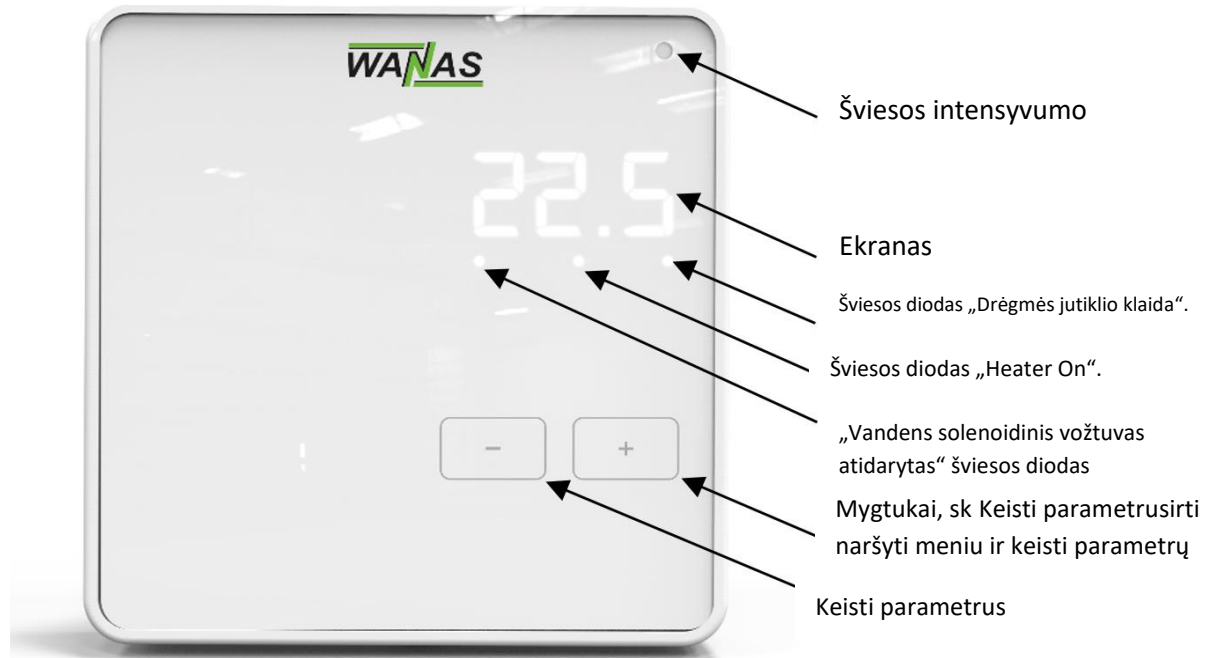 WANAS
Šviesos intensyvumo
22.5
Ekranas
Šviesos diodas „Drėgmės jutiklio klaida“.
Šviesos diodas „Heater On“.
„Vandens solenoidinis vožtuvas
atidarytas“ šviesos diodas
!
-
+
Mygtukai, sk Keisti parametrusirti
naršyti meniu ir keisti parametrų
Keisti parametrus